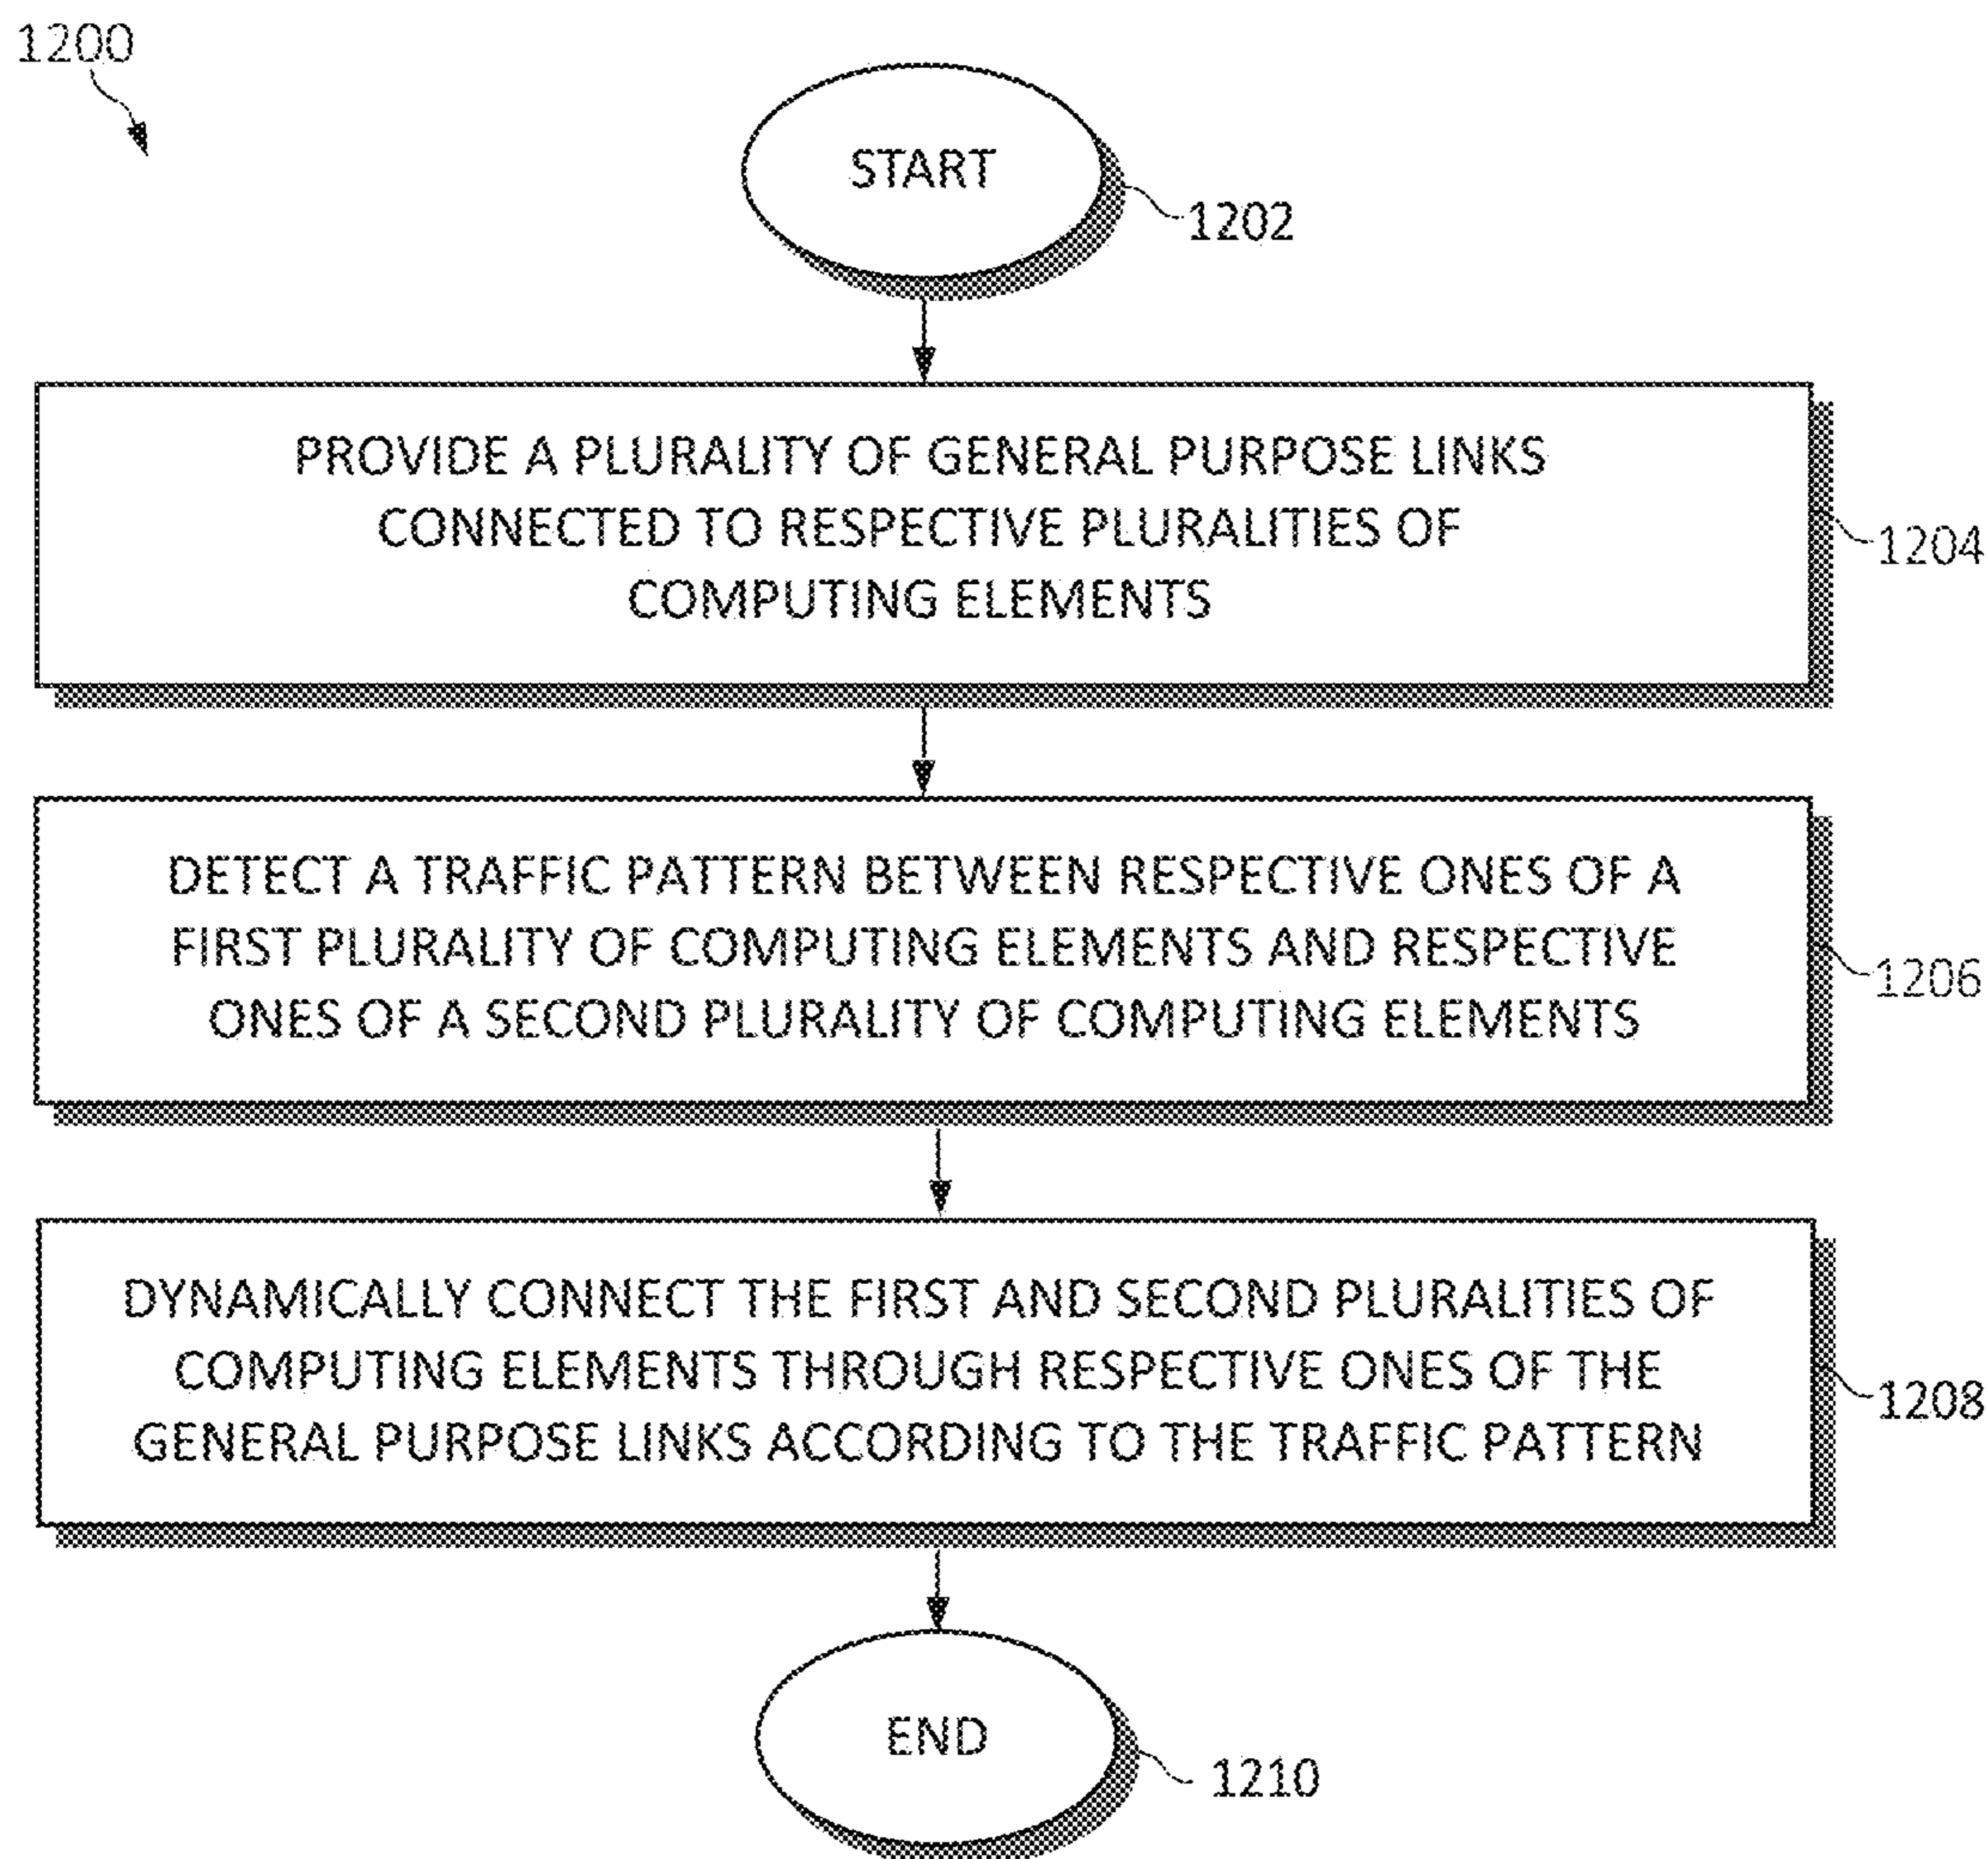 1200
START
1202
PROVIDE A PLURALITY OF GENERAL PURPOSE LINKS
CONNECTED TO RESPECTIVE PLURALITIES OF
COMPUTING ELEMENTS
1204
DETECT A TRAFFIC PATTERN BETWEEN RESPECTIVE ONES OF A
FIRST PLURALITY OF COMPUTING ELEMENTS AND RESPECTIVE
ONES OF A SECOND PLURALITY OF COMPUTING ELEMENTS
1206
DYNAMICALLY CONNECT THE FIRST AND SECOND PLURALITIES OF
COMPUTING ELEMENTS THROUGH RESPECTIVE ONES OF THE
GENERAL PURPOSE LINKS ACCORDING TO THE TRAFFIC PATTERN
1208
END
1210